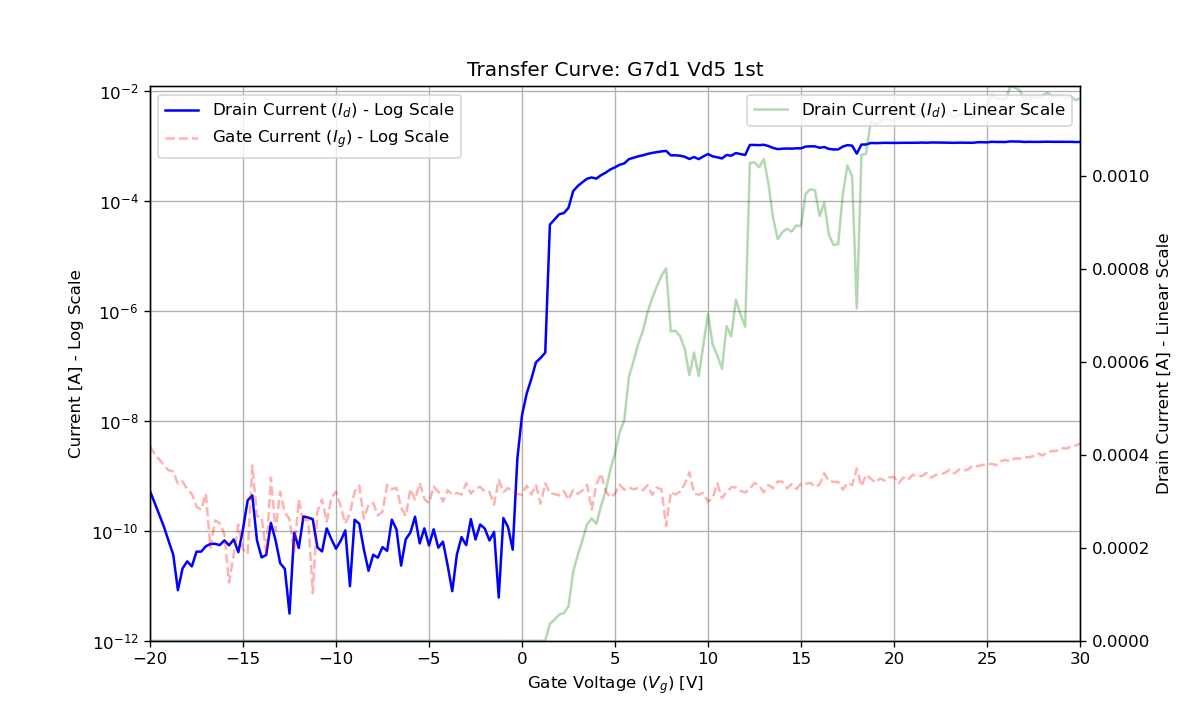 Transfer Curve: G7d1 Vd5 1st
Drain Current (I_d) - Log Scale
Gate Current (I_g) - Log Scale
Drain Current (I_d) - Linear Scale
Current [A] - Log Scale
10^−2
10^−4
10^−6
10^−8
10^−10
10^−12
Drain Current [A] - Linear Scale
0.0010
0.0008
0.0006
0.0004
0.0002
0.0000
−20 −15 −10 −5 0 5 10 15 20 25 30
Gate Voltage (V_g) [V]